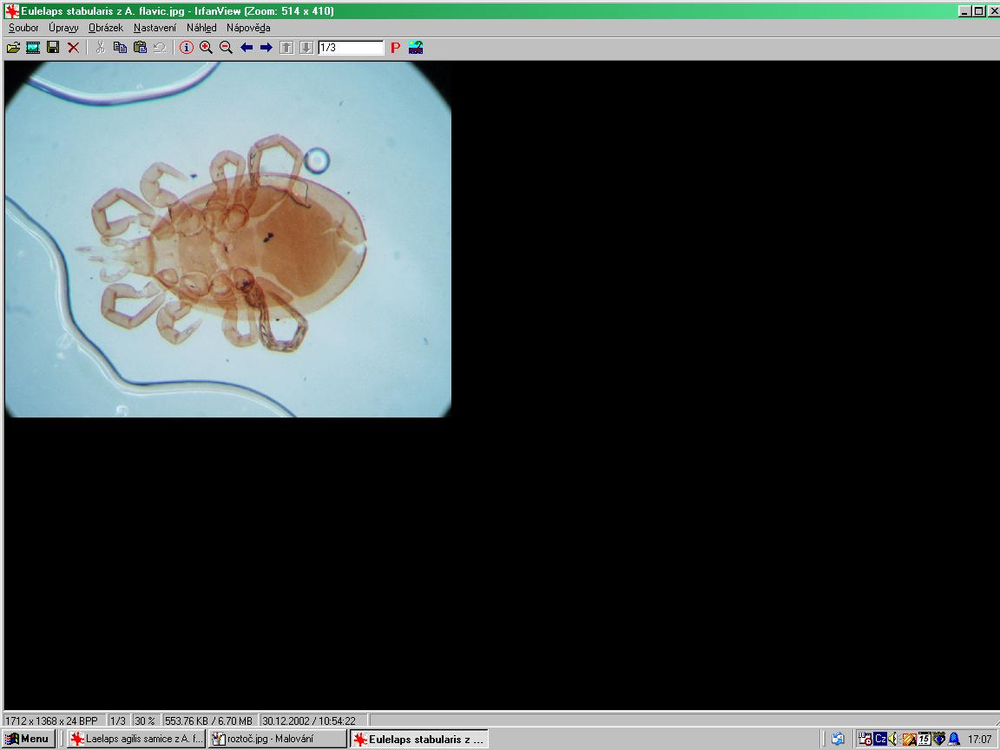 Eulelaps stabularis z A. flavic.jpg - IrfanView (Zoom: 514 x 410)
Soubor Úpravy Obrázek Nastavení Náhled Nápověda
1/3 P
1712 x 1368 x 24 BPP 1/3 30 % 553.76 KB / 6.70 MB 30.12.2002 / 10:54:22
Menu Laelaps agilis samice z A. f... roztoč.jpg - Malování Eulelaps stabularis z ... Cz 15 17:07